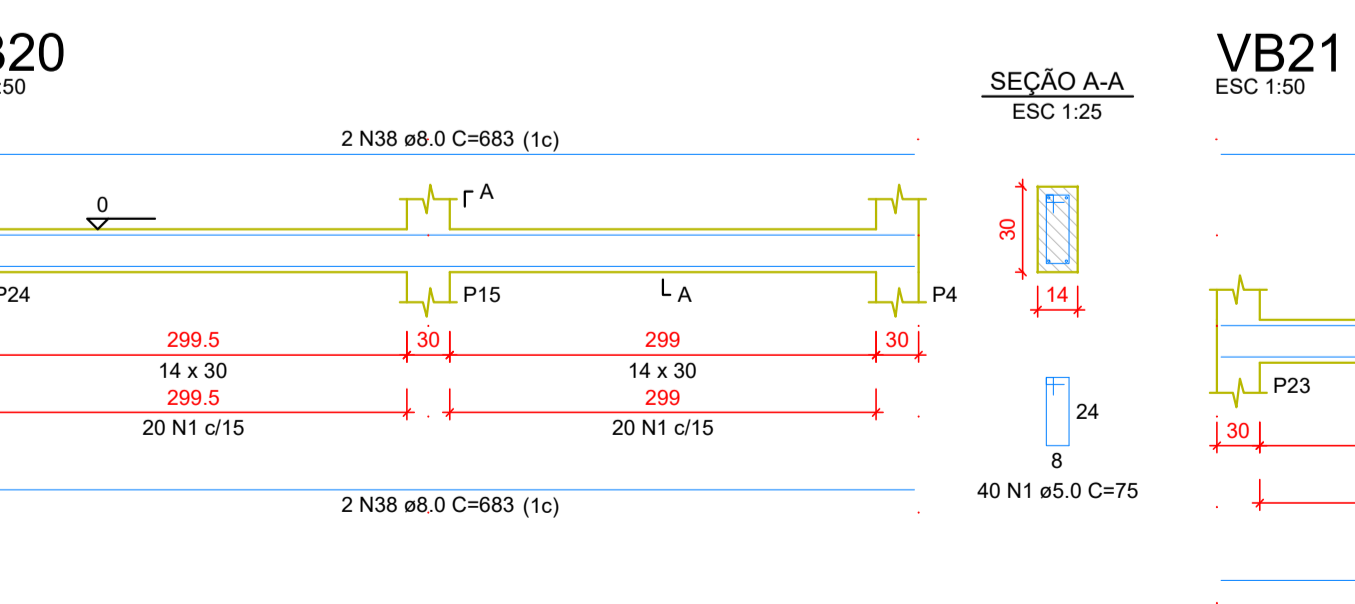 B20
:50
SEÇÃO A-A
ESC 1:25
VB21
ESC 1:50
2 N38 ø8.0 C=683 (1c)
0
A
30
P24
P15
A
P4
14
299.5
30
299
30
14 x 30
14 x 30
299.5
299
20 N1 c/15
20 N1 c/15
24
8
40 N1 ø5.0 C=75
P23
30
2 N38 ø8.0 C=683 (1c)